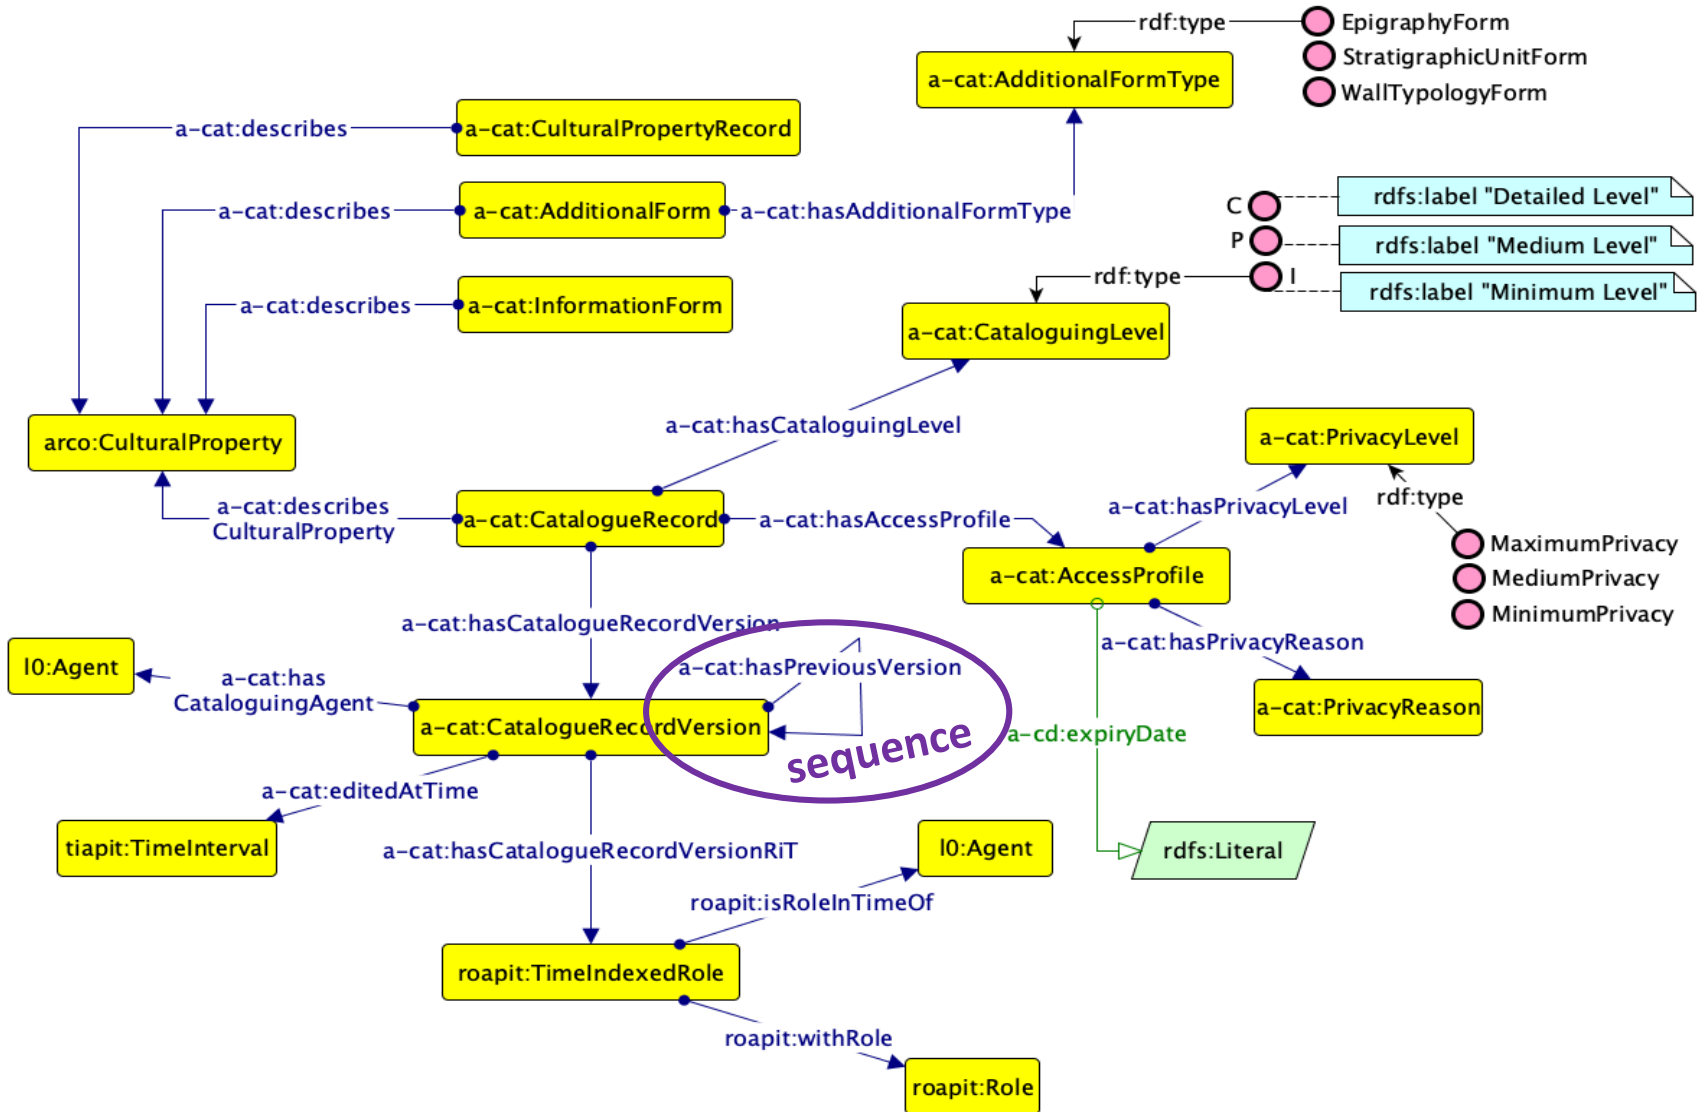 rdf:type
EpigraphyForm
StratigraphicUnitForm
WallTypologyForm
a-cat:AdditionalFormType
a-cat:describes
a-cat:CulturalPropertyRecord
a-cat:describes
a-cat:AdditionalForm
a-cat:hasAdditionalFormType
C
rdfs:label "Detailed Level"
P
rdfs:label "Medium Level"
rdf:type
I
rdfs:label "Minimum Level"
a-cat:describes
a-cat:InformationForm
a-cat:CataloguingLevel
arco:CulturalProperty
a-cat:hasCataloguingLevel
a-cat:PrivacyLevel
a-cat:describes
CulturalProperty
a-cat:CatalogueRecord
a-cat:hasAccessProfile
a-cat:hasPrivacyLevel
rdf:type
MaximumPrivacy
MediumPrivacy
MinimumPrivacy
a-cat:AccessProfile
a-cat:hasCatalogueRecordVersion
a-cat:hasPrivacyReason
l0:Agent
a-cat:has
CataloguingAgent
a-cat:hasPreviousVersion
a-cat:CatalogueRecordVersion
sequence
a-cat:PrivacyReason
a-cd:expiryDate
a-cat:editedAtTime
tiapit:TimeInterval
a-cat:hasCatalogueRecordVersionRiT
l0:Agent
rdfs:Literal
roapit:isRoleInTimeOf
roapit:TimeIndexedRole
roapit:withRole
roapit:Role